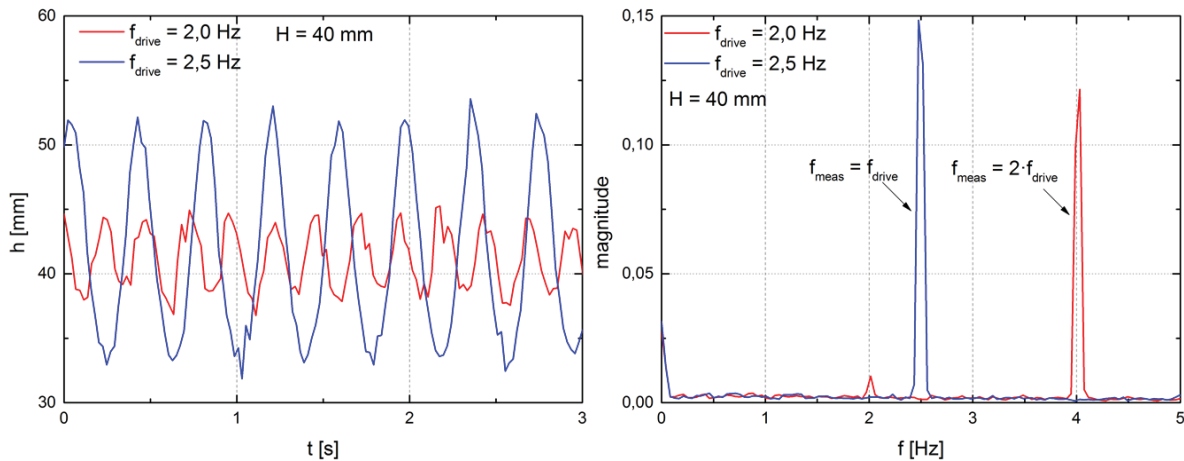 60
50
40
30
h [mm]
f_drive = 2,0 Hz
H = 40 mm
f_drive = 2,5 Hz
0
1
2
3
t [s]
0,15
0,10
0,05
0,00
magnitude
f_drive = 2,0 Hz
f_drive = 2,5 Hz
H = 40 mm
f_meas = f_drive
f_meas = 2·f_drive
0
1
2
3
4
5
f [Hz]